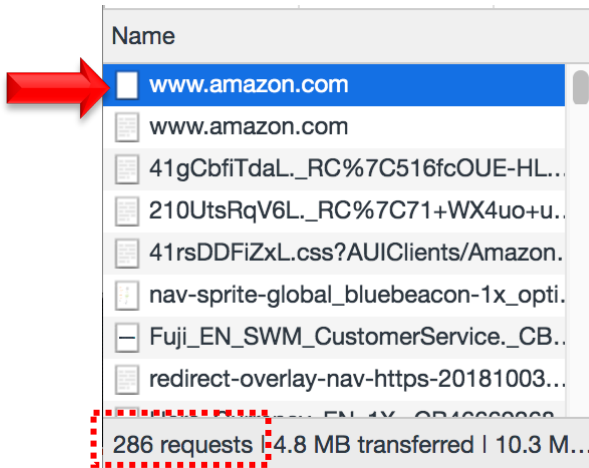 Name
www.amazon.com
www.amazon.com
41gCbfiTdaL._RC%7C516fcOUE-HL...
210UtsRqV6L._RC%7C71+WX4uo+u..
41rsDDFiZxL.css?AUIClients/Amazon.
nav-sprite-global_bluebeacon-1x_opti.
Fuji_EN_SWM_CustomerService._CB..
redirect-overlay-nav-https-20181003...
286 requests | 4.8 MB transferred | 10.3 M...